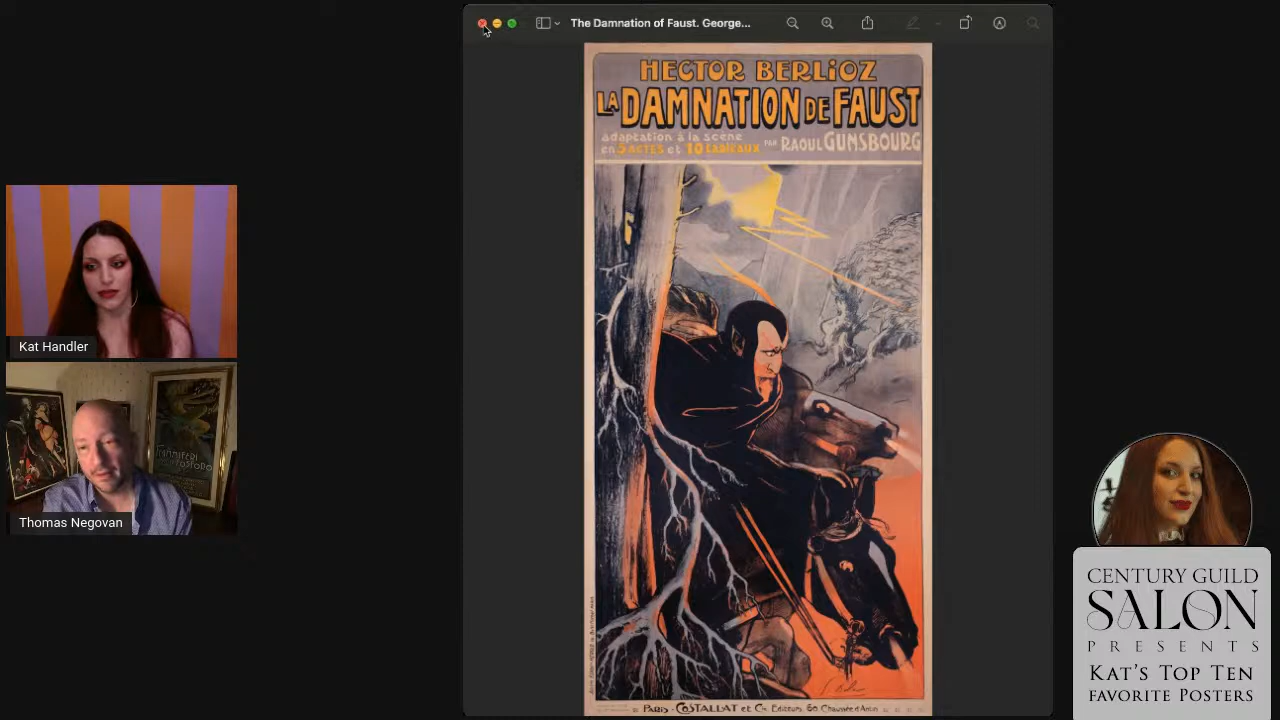 The Damnation of Faust. George...
HECTOR BERLiOZ
LA DAMNATION DE FAUST
adaptation à la scène
en 5 ACTES et 10 tableaux PAR RAOUL GUNSBOURG
Kat Handler
FIAMMIFERI
FOSFORO
Thomas Negovan
PARIS - COSTALLAT et Cie. Editeurs. 60 Chaussée d'Antin
CENTURY GUILD
SALON
PRESENTS
KAT'S TOP TEN
FAVORITE POSTERS